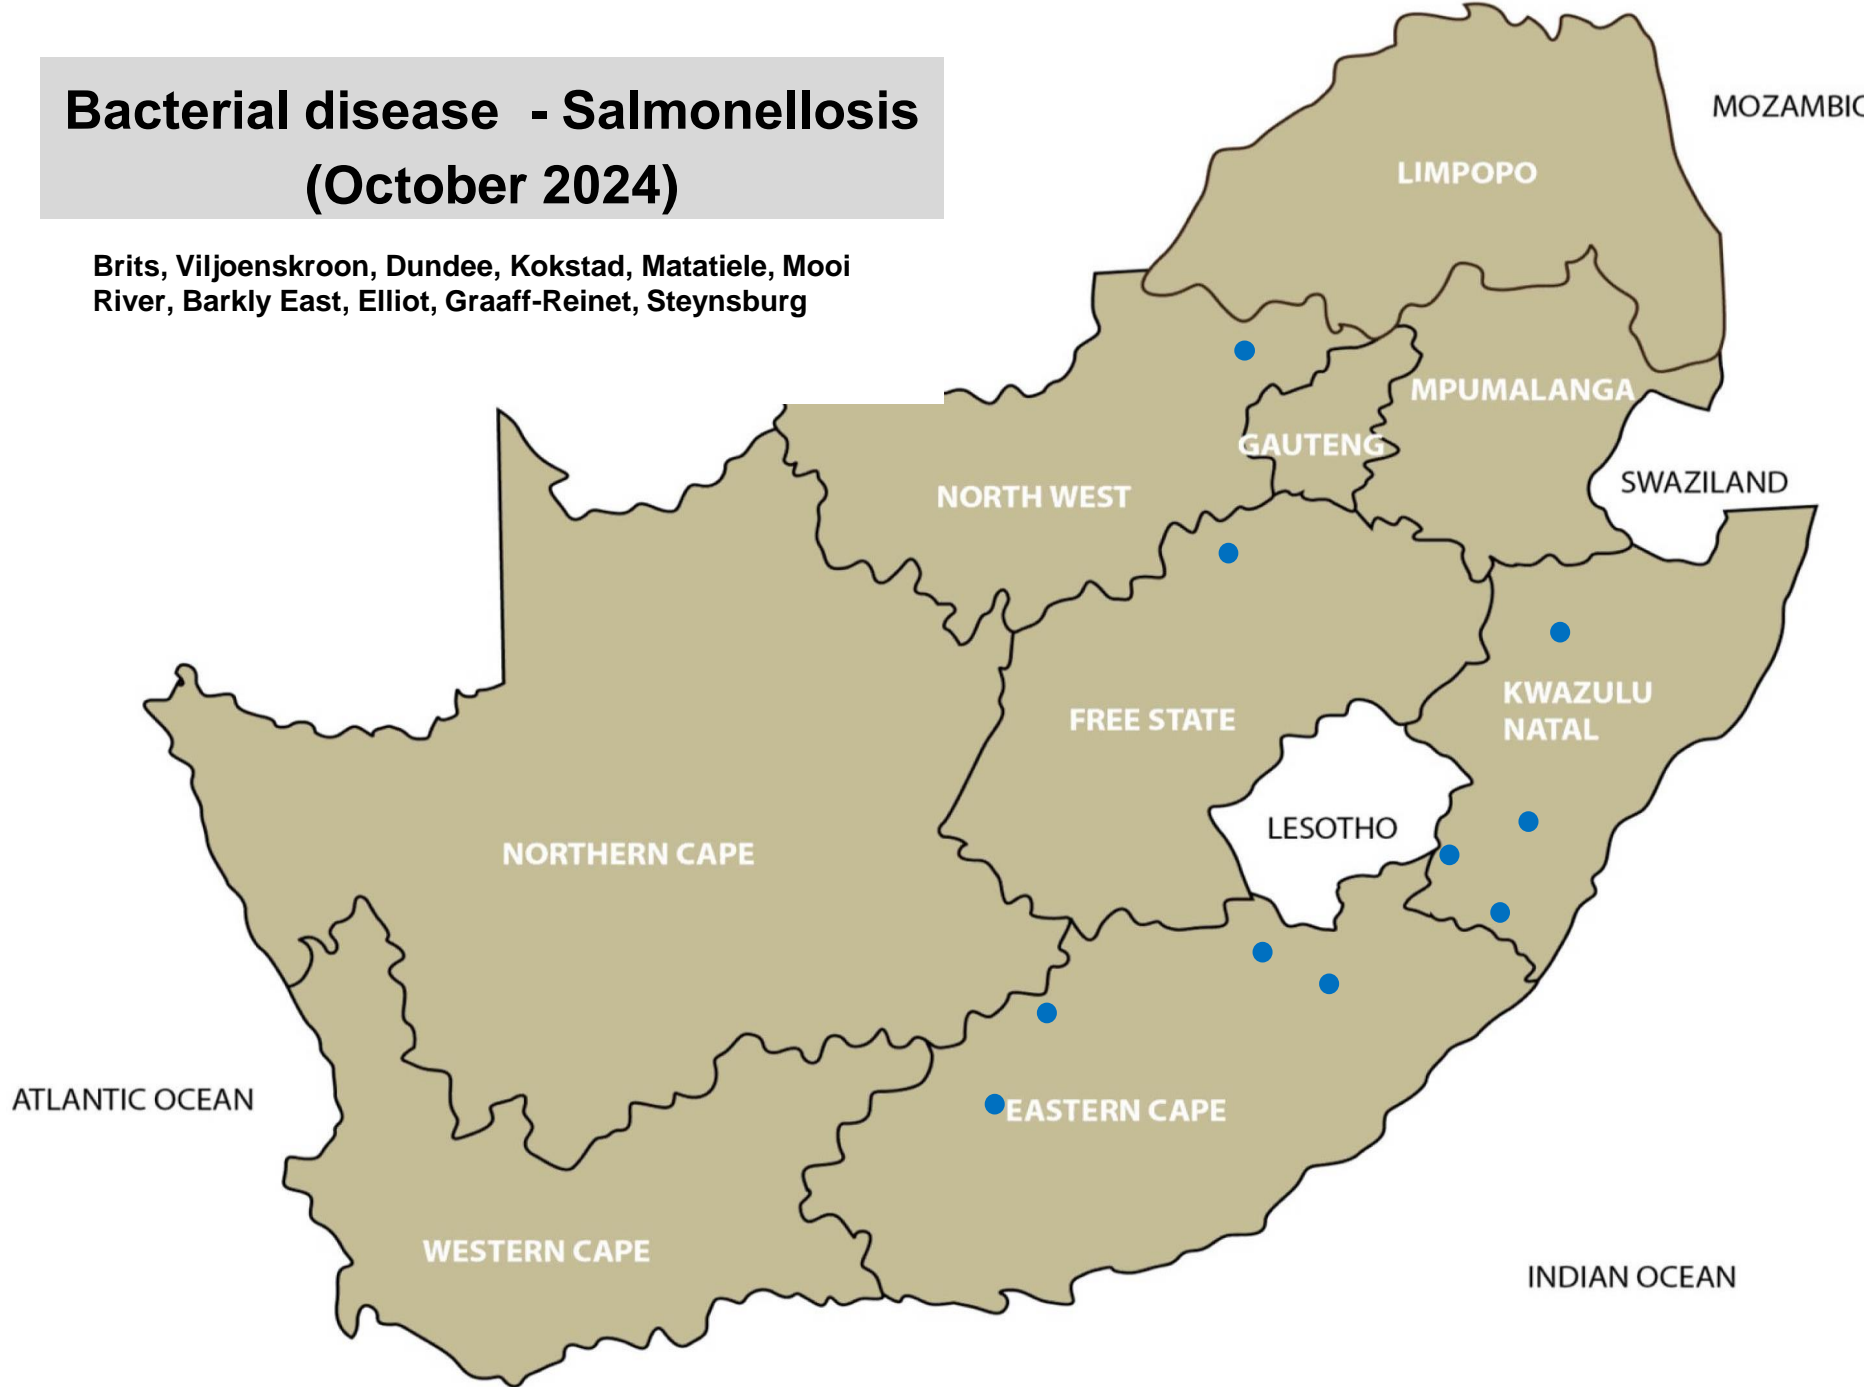 Bacterial disease - Salmonellosis
(October 2024)
Brits, Viljoenskroon, Dundee, Kokstad, Matatiele, Mooi
River, Barkly East, Elliot, Graaff-Reinet, Steynsburg
MOZAMBIC
LIMPOPO
MPUMALANGA
GAUTENG
SWAZILAND
NORTH WEST
KWAZULU
NATAL
FREE STATE
LESOTHO
NORTHERN CAPE
ATLANTIC OCEAN
EASTERN CAPE
WESTERN CAPE
INDIAN OCEAN